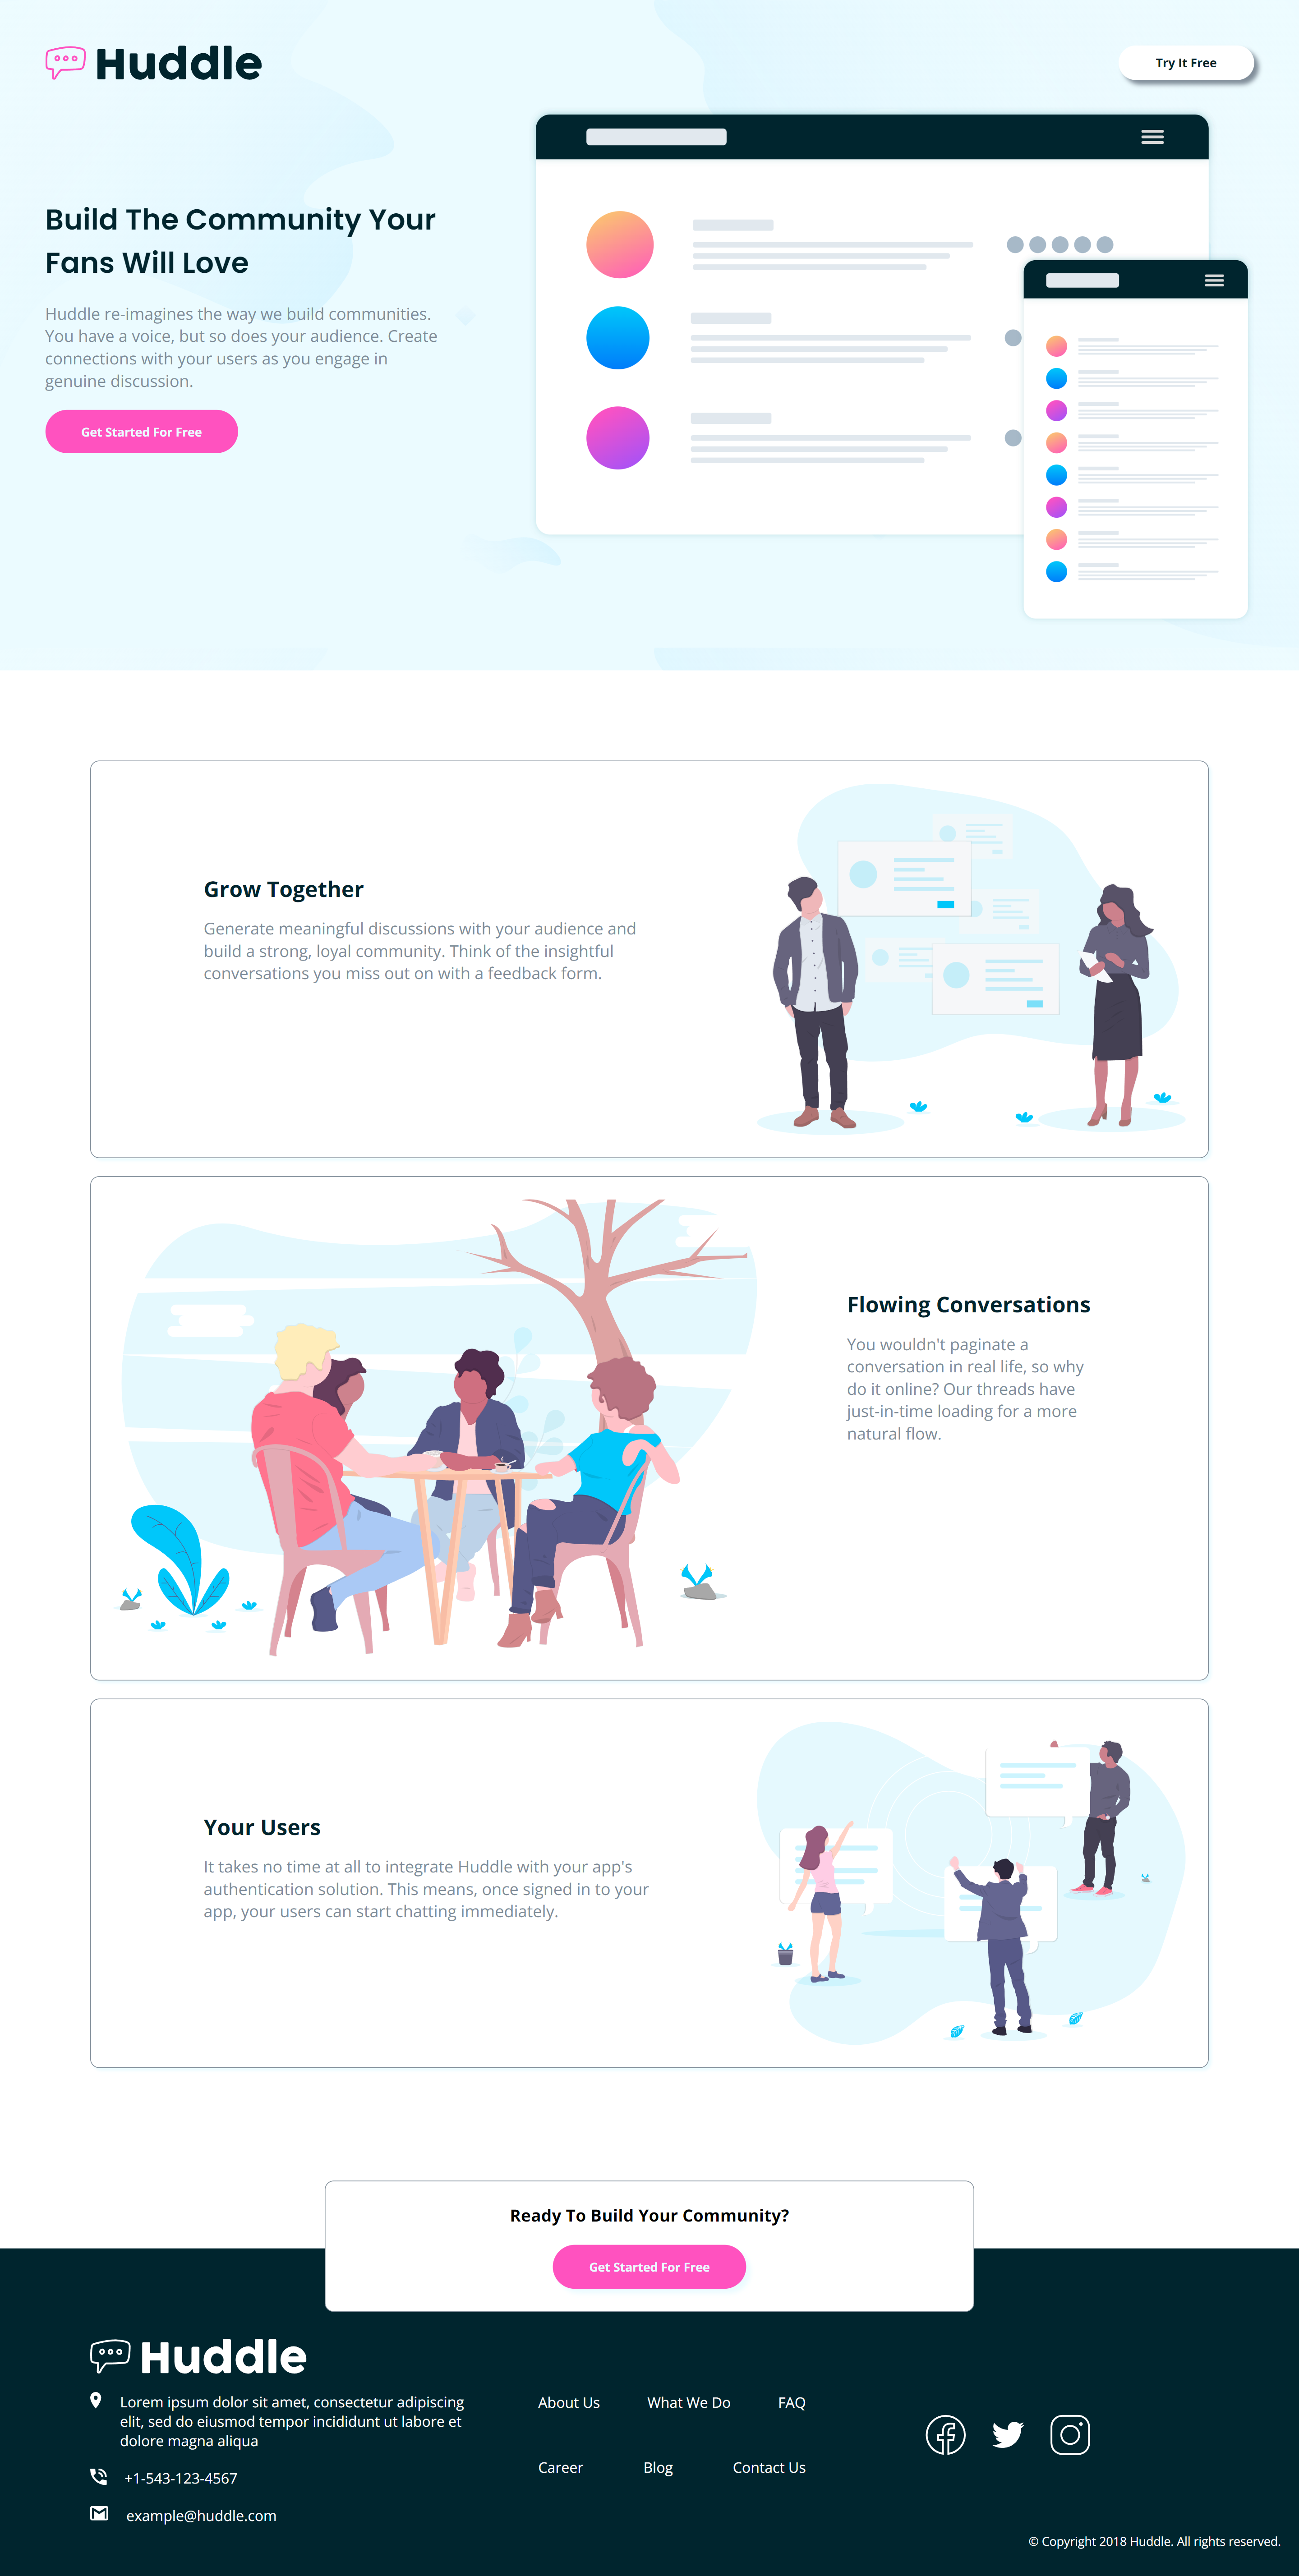 Huddle
Try It Free
Build The Community Your
Fans Will Love
Huddle re-imagines the way we build communities.
You have a voice, but so does your audience. Create
connections with your users as you engage in
genuine discussion.
Get Started For Free
Grow Together
Generate meaningful discussions with your audience and
build a strong, loyal community. Think of the insightful
conversations you miss out on with a feedback form.
Flowing Conversations
You wouldn't paginate a
conversation in real life, so why
do it online? Our threads have
just-in-time loading for a more
natural flow.
Your Users
It takes no time at all to integrate Huddle with your app's
authentication solution. This means, once signed in to your
app, your users can start chatting immediately.
Ready To Build Your Community?
Get Started For Free
Huddle
Lorem ipsum dolor sit amet, consectetur adipiscing
elit, sed do eiusmod tempor incididunt ut labore et
dolore magna aliqua
+1-543-123-4567
example@huddle.com
About Us What We Do FAQ
Career Blog Contact Us
© Copyright 2018 Huddle. All rights reserved.